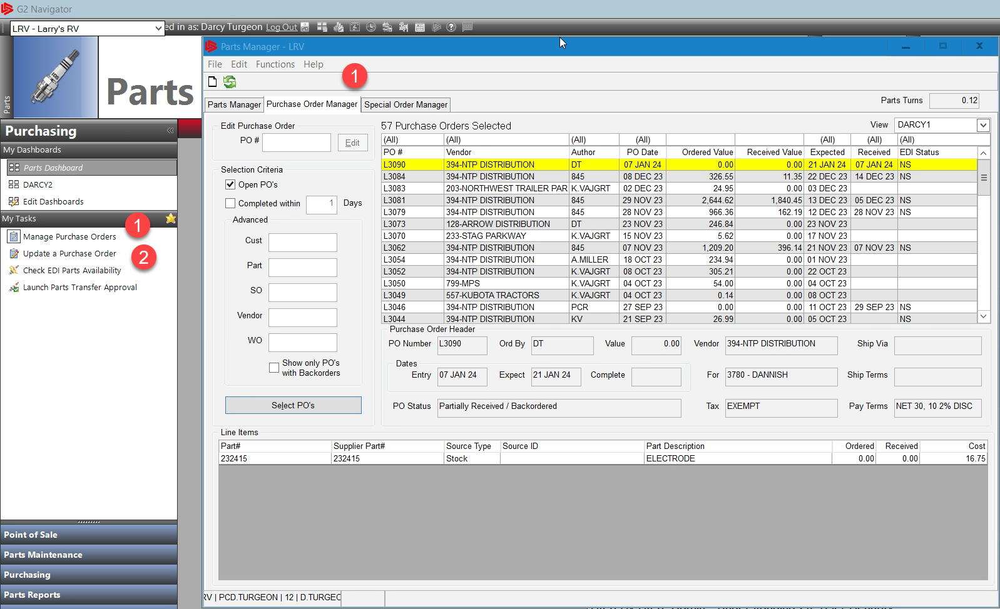 G2 Navigator
LRV - Larry's RV
ed in as: Darcy Turgeon Log Out
Parts
Parts
Purchasing
My Dashboards
Parts Dashboard
DARCY2
Edit Dashboards
My Tasks
1
Manage Purchase Orders
Update a Purchase Order
2
Check EDI Parts Availability
Launch Parts Transfer Approval
Point of Sale
Parts Maintenance
Purchasing
Parts Reports
Parts Manager - LRV
File Edit Functions Help
1
Parts Manager Purchase Order Manager Special Order Manager
Parts Turns 0.12
Edit Purchase Order
PO # Edit
Selection Criteria
Open PO's
Completed within 1 Days
Advanced
Cust
Part
SO
Vendor
WO
Show only PO's
with Backorders
Select PO's
57 Purchase Orders Selected
View DARCY1
(All) (All) (All) (All) (All) (All) (All)
PO # Vendor Author PO Date Ordered Value Received Value Expected Received EDI Status
L3090 394-NTP DISTRIBUTION DT 07 JAN 24 0.00 0.00 21 JAN 24 07 JAN 24 NS
L3084 394-NTP DISTRIBUTION 845 08 DEC 23 326.55 11.35 22 DEC 23 14 DEC 23 NS
L3083 203-NORTHWEST TRAILER PAR K.VAJGRT 02 DEC 23 24.95 0.00 03 DEC 23
L3081 394-NTP DISTRIBUTION 845 29 NOV 23 2,644.62 1,840.45 13 DEC 23 05 DEC 23 NS
L3079 394-NTP DISTRIBUTION 845 28 NOV 23 966.36 162.19 12 DEC 23 28 NOV 23 NS
L3073 128-ARROW DISTRIBUTION DT 23 NOV 23 246.84 0.00 23 NOV 23
L3070 233-STAG PARKWAY K.VAJGRT 15 NOV 23 5.62 0.00 17 NOV 23
L3062 394-NTP DISTRIBUTION 845 07 NOV 23 1,209.20 396.14 21 NOV 23 07 NOV 23 NS
L3054 394-NTP DISTRIBUTION A.MILLER 18 OCT 23 234.94 0.00 01 NOV 23
L3052 394-NTP DISTRIBUTION K.VAJGRT 08 OCT 23 305.21 0.00 22 OCT 23
L3050 799-MPS K.VAJGRT 04 OCT 23 54.00 0.00 04 OCT 23
L3049 557-KUBOTA TRACTORS K.VAJGRT 04 OCT 23 0.14 0.00 08 OCT 23
L3046 394-NTP DISTRIBUTION PCR 27 SEP 23 0.00 0.00 11 OCT 23 29 SEP 23 NS
L3044 394-NTP DISTRIBUTION KV 21 SEP 23 26.99 0.00 05 OCT 23 NS
Purchase Order Header
PO Number L3090 Ord By DT Value 0.00 Vendor 394-NTP DISTRIBUTION Ship Via
Dates
Entry 07 JAN 24 Expect 21 JAN 24 Complete For 3780 - DANNISH Ship Terms
PO Status Partially Received / Backordered Tax EXEMPT Pay Terms NET 30, 10 2% DISC
Line Items
Part# Supplier Part# Source Type Source ID Part Description Ordered Received Cost
232415 232415 Stock ELECTRODE 0.00 0.00 16.75
RV | PCD.TURGEON | 12 | D.TURGEO